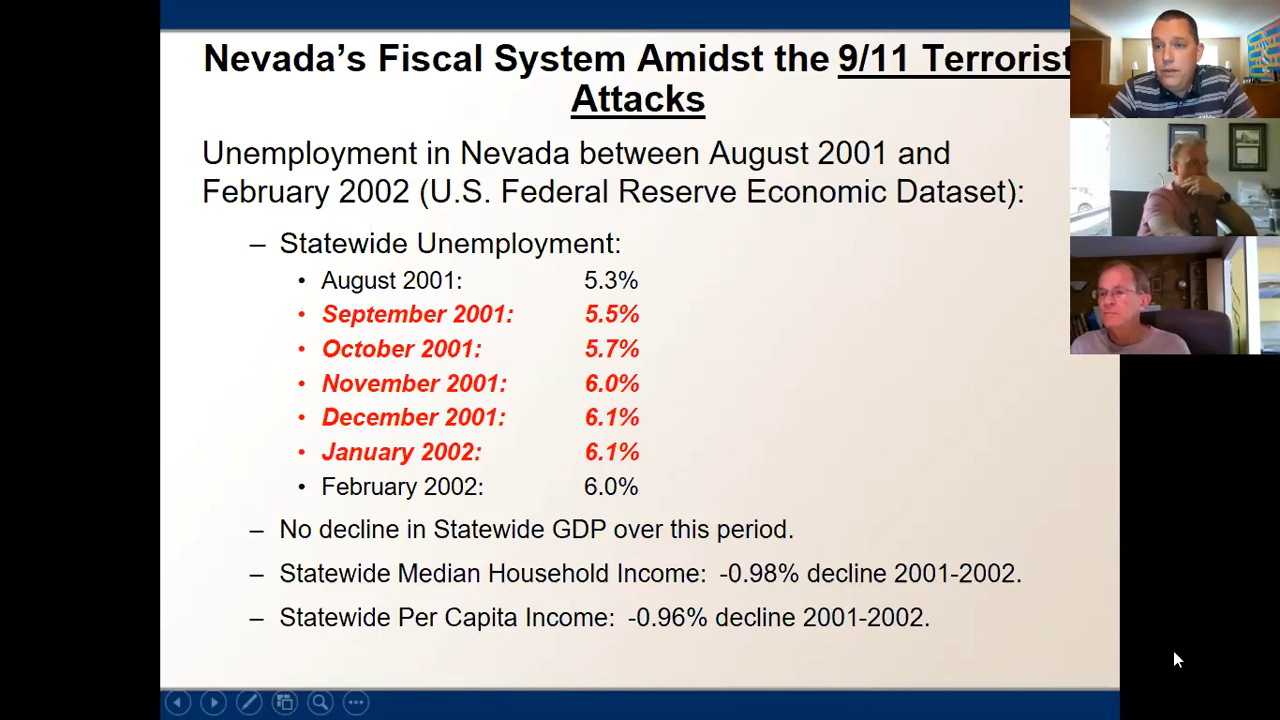 Nevada’s Fiscal System Amidst the 9/11 Terrorist
Attacks
Unemployment in Nevada between August 2001 and
February 2002 (U.S. Federal Reserve Economic Dataset):
– Statewide Unemployment:
• August 2001: 5.3%
• September 2001: 5.5%
• October 2001: 5.7%
• November 2001: 6.0%
• December 2001: 6.1%
• January 2002: 6.1%
• February 2002: 6.0%
– No decline in Statewide GDP over this period.
– Statewide Median Household Income: -0.98% decline 2001-2002.
– Statewide Per Capita Income: -0.96% decline 2001-2002.